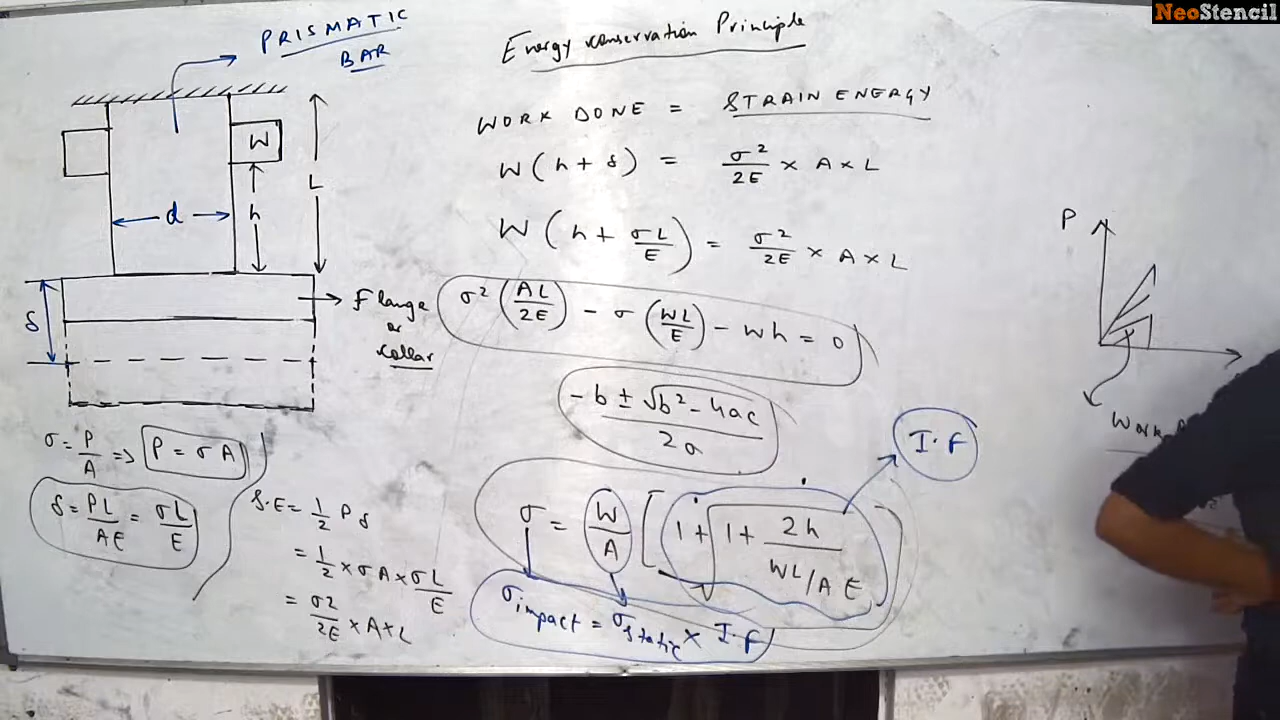 NeoStencil
PRISMATIC
BAR
W
L
h
d
δ
Flange
or
collar
σ = P/A => P = σA
δ = PL/AE = σL/E
S.E = 1/2 P δ
= 1/2 × σA × σL/E
= σ2/2E × A × L
Energy conservation Principle
WORK DONE = STRAIN ENERGY
W(h + δ) = σ²/2E × A × L
W(h + σL/E) = σ²/2E × A × L
σ²(AL/2E) - σ(WL/E) - wh = 0
-b ± √b² - 4ac / 2a
I.F
σ = W/A [1 + √1 + 2h/WL/AE]
σimpact = σstatic × I.F
P
Work